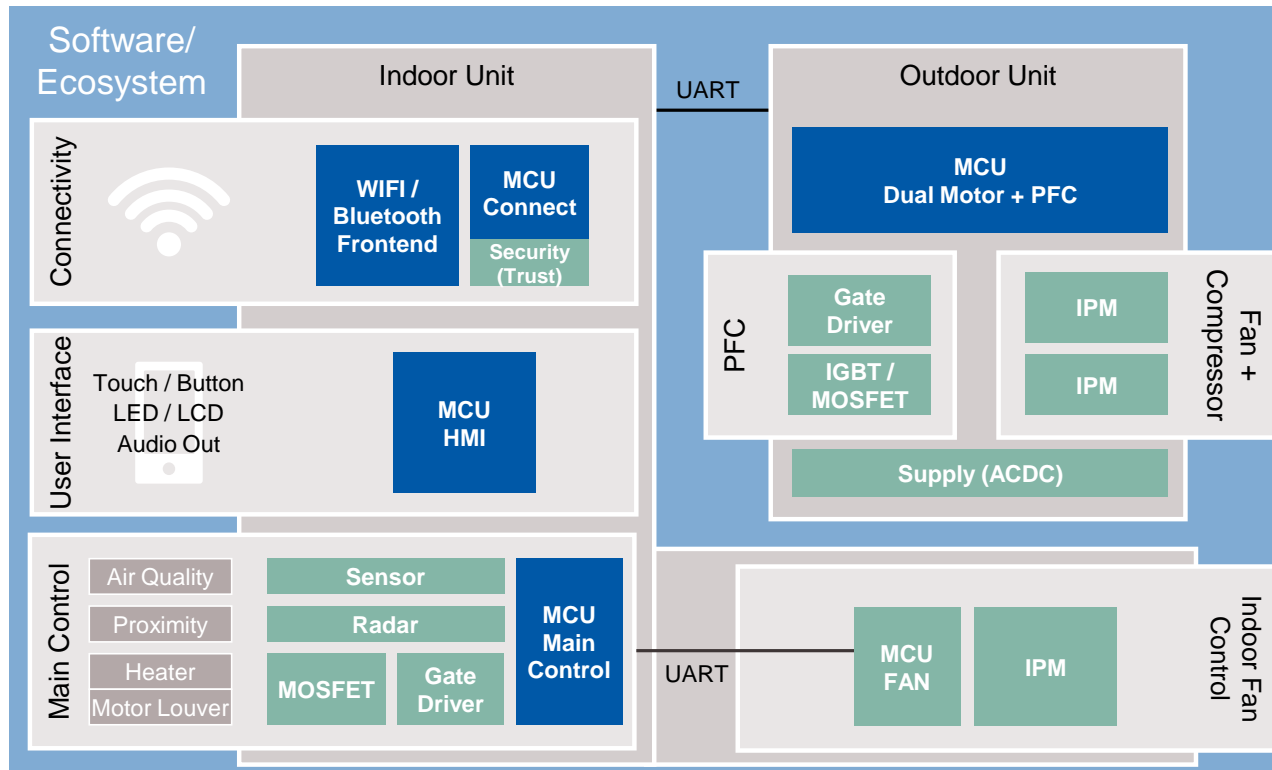 Software/
Ecosystem
Indoor Unit
UART
Outdoor Unit
Connectivity
WIFI /
Bluetooth
Frontend
MCU
Connect
Security
(Trust)
MCU
Dual Motor + PFC
PFC
Gate
Driver
IGBT /
MOSFET
IPM
IPM
Fan +
Compressor
Supply (ACDC)
User Interface
Touch / Button
LED / LCD
Audio Out
MCU
HMI
Main Control
Air Quality
Proximity
Heater
Motor Louver
Sensor
Radar
MOSFET
Gate
Driver
MCU
Main
Control
UART
MCU
FAN
IPM
Indoor Fan
Control